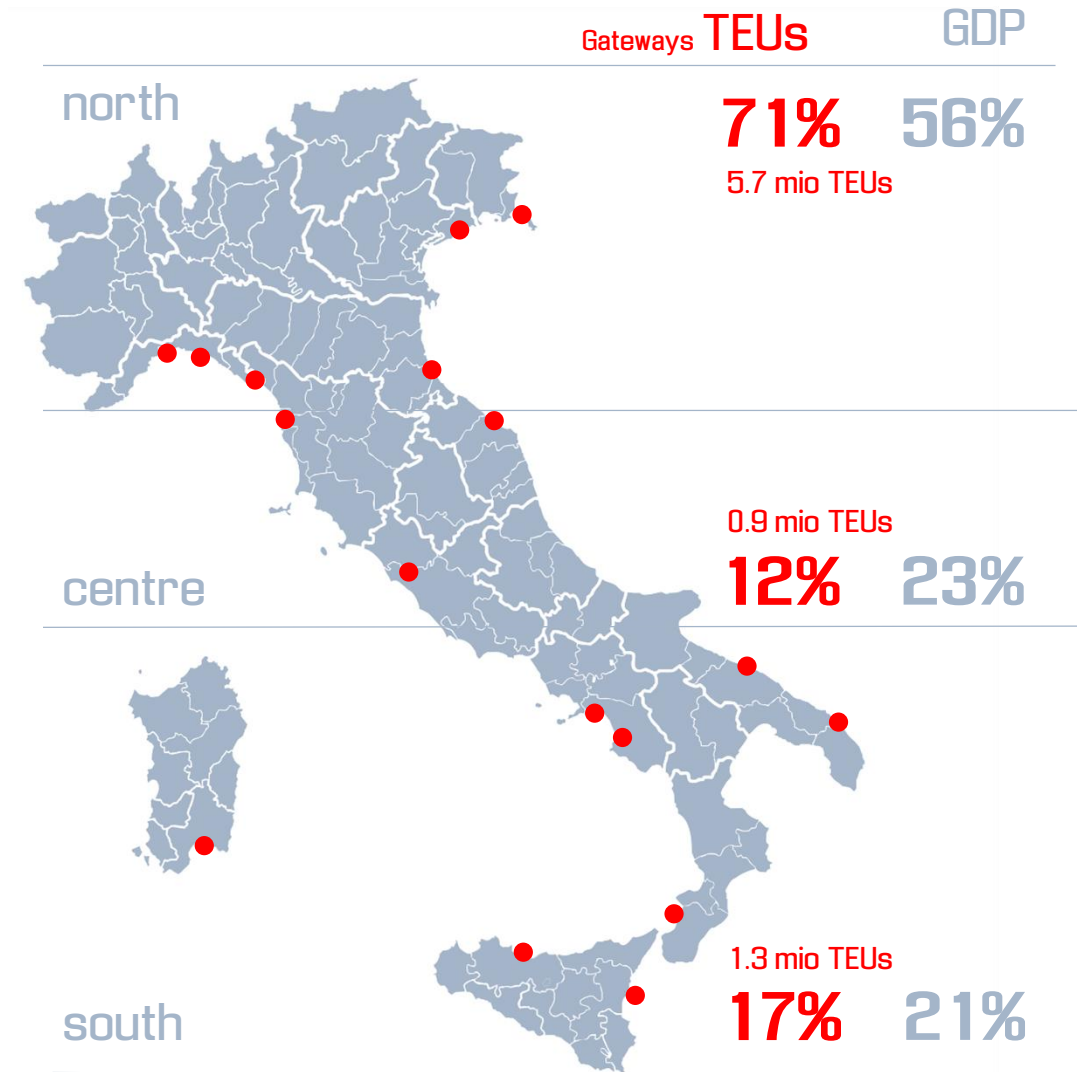 Gateways TEUs GDP
north
71% 56%
5.7 mio TEUs
0.9 mio TEUs
centre
12% 23%
1.3 mio TEUs
south
17% 21%